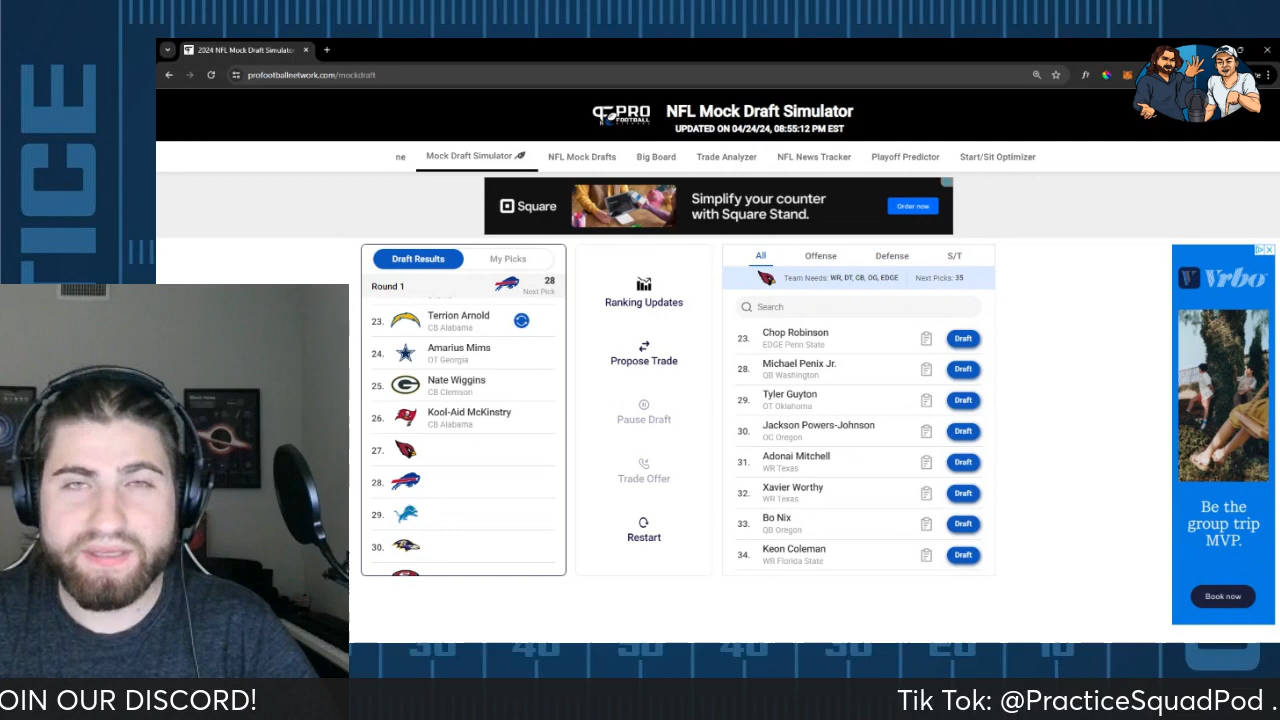 TICE
2024 NFL Mock Draft Simulato
profootballnetwork.com/mockdraft
PRO
FOOTBALL
NFL Mock Draft Simulator
UPDATED ON 04/24/24, 08:55:12 PM EST
ne
Mock Draft Simulator
NFL Mock Drafts
Big Board
Trade Analyzer
NFL News Tracker
Playoff Predictor
Start/Sit Optimizer
Square
Simplify your counter
with Square Stand.
Order now
Draft Results
My Picks
Round 1
28
Next Pick
23. Terrion Arnold
CB Alabama
24. Amarius Mims
OT Georgia
25. Nate Wiggins
CB Clemson
26. Kool-Aid McKinstry
CB Alabama
27.
28.
29.
30.
Ranking Updates
Propose Trade
Pause Draft
Trade Offer
Restart
All
Offense
Defense
S/T
Team Needs: WR, DT, CB, OG, EDGE
Next Picks: 35
Search
23. Chop Robinson Draft
EDGE Penn State
28. Michael Penix Jr. Draft
QB Washington
29. Tyler Guyton Draft
OT Oklahoma
30. Jackson Powers-Johnson Draft
OC Oregon
31. Adonai Mitchell Draft
WR Texas
32. Xavier Worthy Draft
WR Texas
33. Bo Nix Draft
QB Oregon
34. Keon Coleman Draft
WR Florida State
Vrbo
Be the
group trip
MVP.
Book now
OIN OUR DISCORD!
Tik Tok: @PracticeSquadPod .